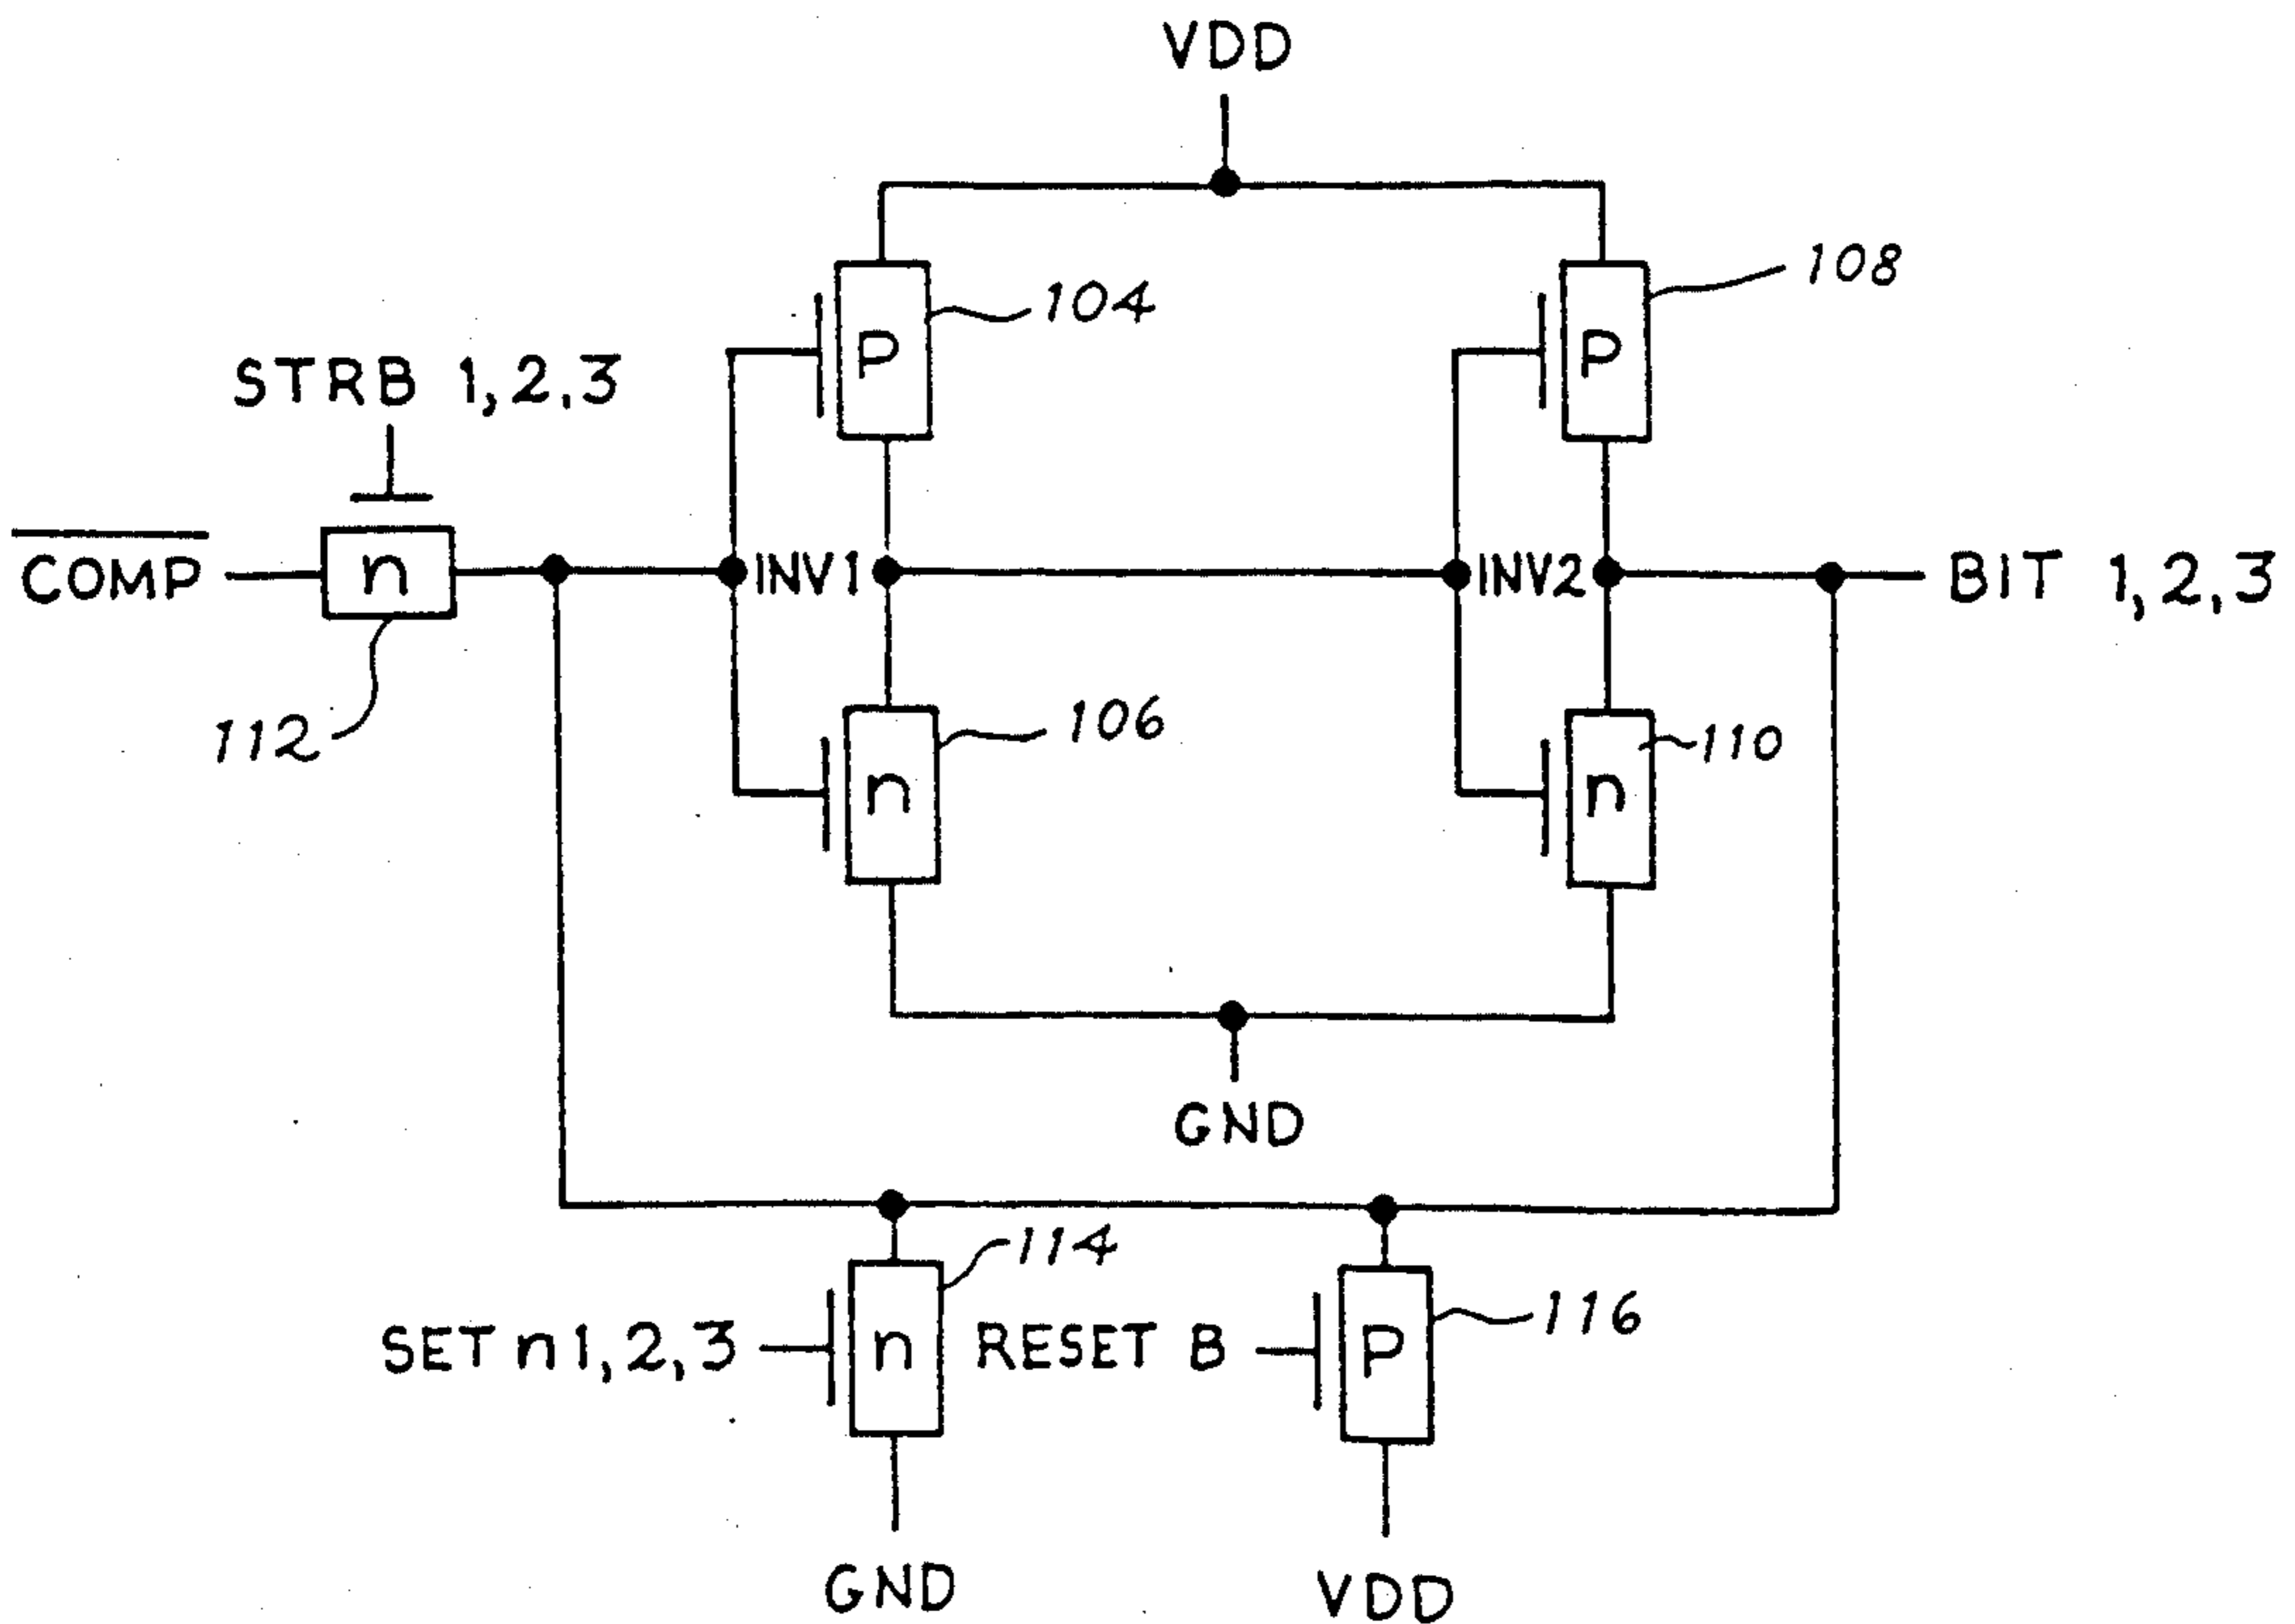 VDD
104
108
P
P
STRB 1,2,3
COMP
n
INV1
INV2
BIT 1,2,3
112
106
110
n
n
GND
114
116
SET n1,2,3
n
RESET B
P
GND
VDD